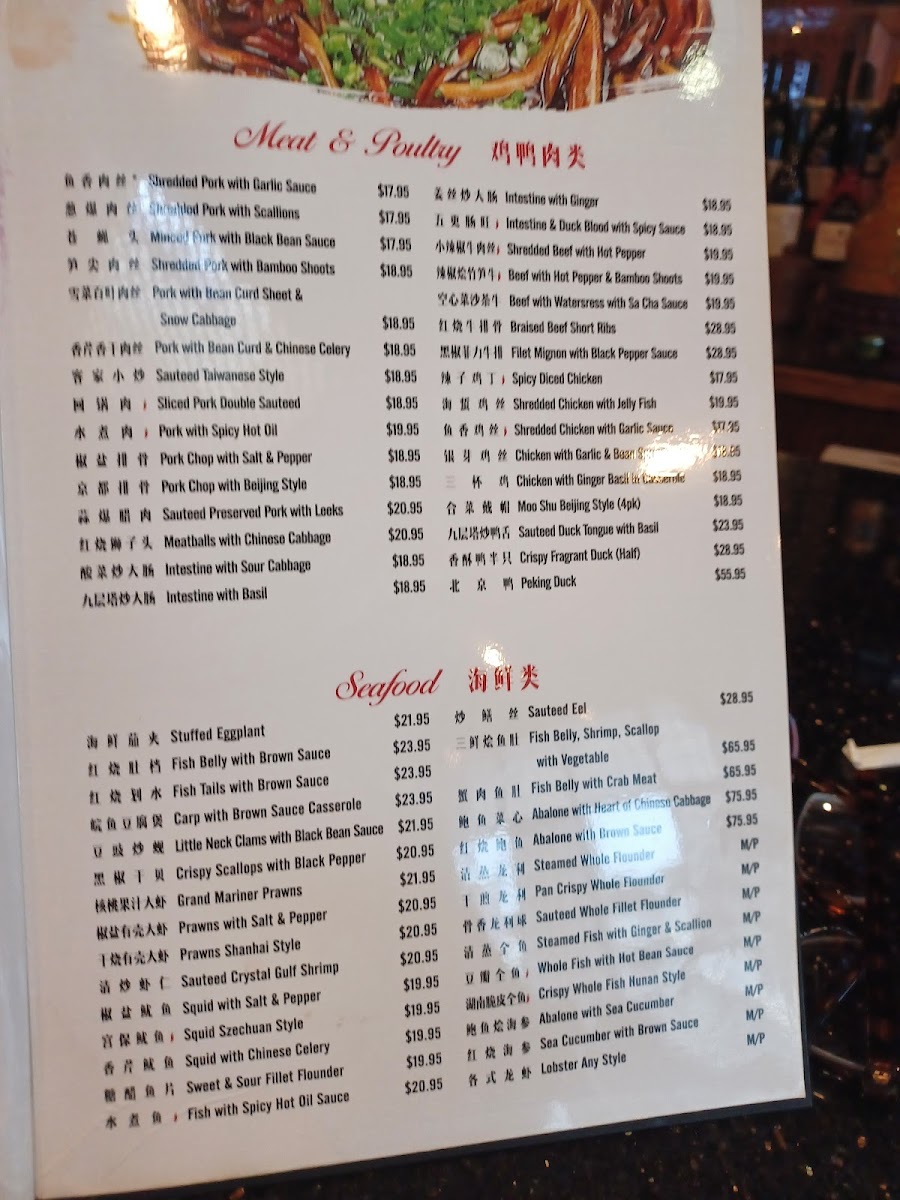 Meat & Poultry 鸡鸭肉类
鱼香肉丝 Shredded Pork with Garlic Sauce $17.95
葱爆肉丝 Shredded Pork with Scallions $17.95
苍蝇头 Minced Pork with Black Bean Sauce $17.95
笋尖肉丝 Shredded Pork with Bamboo Shoots $18.95
雪菜百叶肉丝 Pork with Bean Curd Sheet &
Snow Cabbage $18.95
香芹香干肉丝 Pork with Bean Curd & Chinese Celery $18.95
客家小炒 Sauteed Taiwanese Style $18.95
回锅肉 Sliced Pork Double Sauteed $18.95
水煮肉 Pork with Spicy Hot Oil $19.95
椒盐排骨 Pork Chop with Salt & Pepper $18.95
京都排骨 Pork Chop with Beijing Style $18.95
蒜爆腊肉 Sauteed Preserved Pork with Leeks $20.95
红烧狮子头 Meatballs with Chinese Cabbage $20.95
酸菜炒大肠 Intestine with Sour Cabbage $18.95
九层塔炒大肠 Intestine with Basil $18.95
姜丝炒大肠 Intestine with Ginger $18.95
五更肠旺 Intestine & Duck Blood with Spicy Sauce $18.95
小辣椒牛肉丝 Shredded Beef with Hot Pepper $19.95
辣椒烩竹笋牛 Beef with Hot Pepper & Bamboo Shoots $19.95
空心菜沙茶牛 Beef with Watersress with Sa Cha Sauce $19.95
红烧牛排骨 Braised Beef Short Ribs $28.95
黑椒菲力牛排 Filet Mignon with Black Pepper Sauce $28.95
辣子鸡丁 Spicy Diced Chicken $17.95
海蜇鸡丝 Shredded Chicken with Jelly Fish $19.95
鱼香鸡丝 Shredded Chicken with Garlic Sauce $17.95
银芽鸡丝 Chicken with Garlic & Bean $18.95
三杯鸡 Chicken with Ginger Basil in Casserole $18.95
合菜戴帽 Moo Shu Beijing Style (4pk) $18.95
九层塔炒鸭舌 Sauteed Duck Tongue with Basil $23.95
香酥鸭半只 Crispy Fragrant Duck (Half) $28.95
北京鸭 Peking Duck $55.95
Seafood 海鲜类
海鲜茄夹 Stuffed Eggplant $21.95
红烧肚档 Fish Belly with Brown Sauce $23.95
红烧划水 Fish Tails with Brown Sauce $23.95
鲩鱼豆腐煲 Carp with Brown Sauce Casserole $23.95
豆豉炒蚬 Little Neck Clams with Black Bean Sauce $21.95
黑椒干贝 Crispy Scallops with Black Pepper $20.95
核桃果汁大虾 Grand Mariner Prawns $21.95
椒盐有壳大虾 Prawns with Salt & Pepper $20.95
干烧有壳大虾 Prawns Shanhai Style $20.95
清炒虾仁 Sauteed Crystal Gulf Shrimp $20.95
椒盐鱿鱼 Squid with Salt & Pepper $19.95
宫保鱿鱼 Squid Szechuan Style $19.95
香芹鱿鱼 Squid with Chinese Celery $19.95
糖醋鱼片 Sweet & Sour Fillet Flounder $19.95
水煮鱼 Fish with Spicy Hot Oil Sauce $20.95
炒鳝丝 Sauteed Eel $28.95
三鲜烩鱼肚 Fish Belly, Shrimp, Scallop
with Vegetable $65.95
蟹肉鱼肚 Fish Belly with Crab Meat $65.95
鲍鱼菜心 Abalone with Heart of Chinese Cabbage $75.95
红烧鲍鱼 Abalone with Brown Sauce $75.95
清蒸龙利 Steamed Whole Flounder M/P
干煎龙利 Pan Crispy Whole Flounder M/P
骨香龙利球 Sauteed Whole Fillet Flounder M/P
清蒸全鱼 Steamed Fish with Ginger & Scallion M/P
豆瓣全鱼 Whole Fish with Hot Bean Sauce M/P
湖南脆皮全鱼 Crispy Whole Fish Hunan Style M/P
鲍鱼烩海参 Abalone with Sea Cucumber M/P
红烧海参 Sea Cucumber with Brown Sauce M/P
各式龙虾 Lobster Any Style M/P